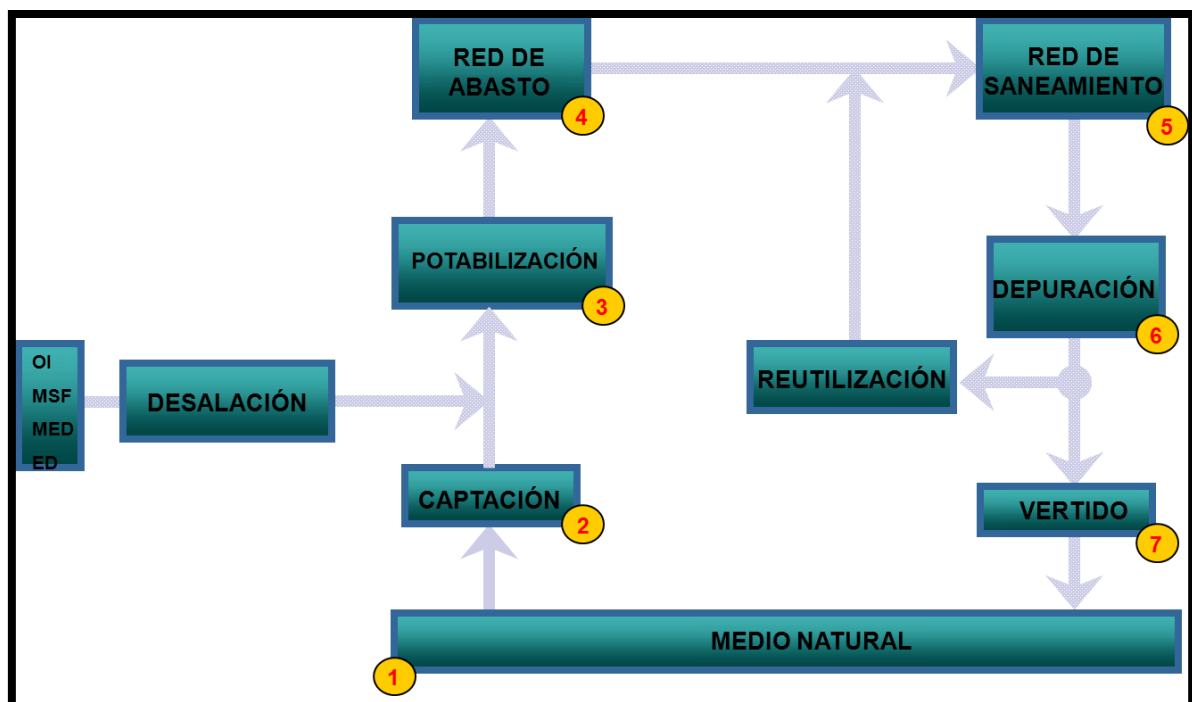 RED DE
ABASTO
4
RED DE
SANEAMIENTO
5
POTABILIZACIÓN
3
DEPURACIÓN
6
OI
MSF
MED
ED
DESALACIÓN
REUTILIZACIÓN
CAPTACIÓN
2
VERTIDO
7
MEDIO NATURAL
1